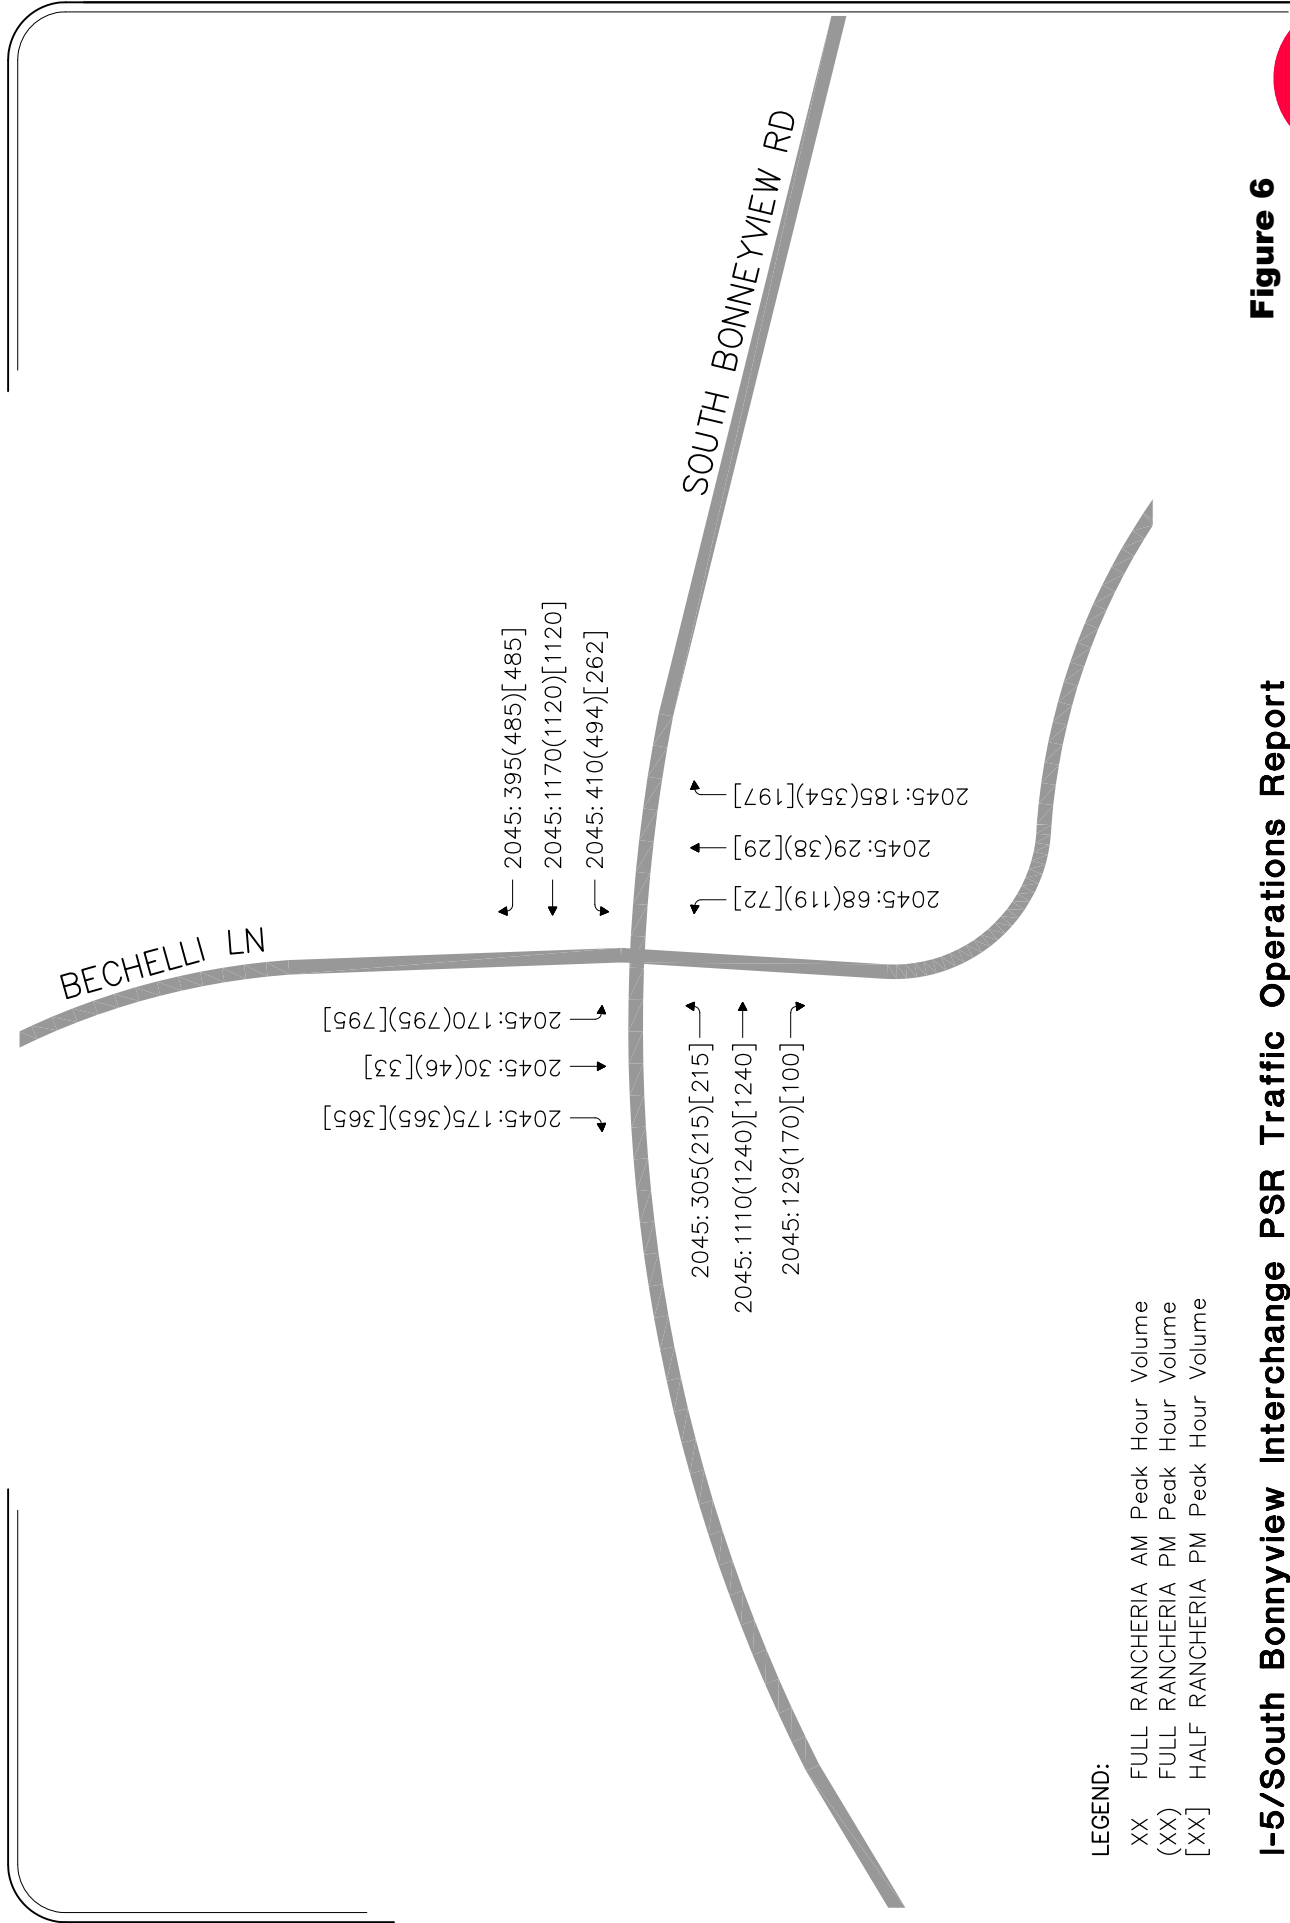 BECHELLI LN
SOUTH BONNEYVIEW RD
2045: 395(485)[485]
2045: 1170(1120)[1120]
2045: 410(494)[262]
2045: 170(795)[795]
2045: 30(46)[33]
2045: 175(365)[365]
2045: 185(354)[197]
2045: 29(38)[29]
2045: 68(119)[72]
2045: 305(215)[215]
2045: 1110(1240)[1240]
2045: 129(170)[100]
LEGEND:
XX FULL RANCHERIA AM Peak Hour Volume
(XX) FULL RANCHERIA PM Peak Hour Volume
[XX] HALF RANCHERIA PM Peak Hour Volume
I-5/South Bonnyview Interchange PSR Traffic Operations Report
Figure 6